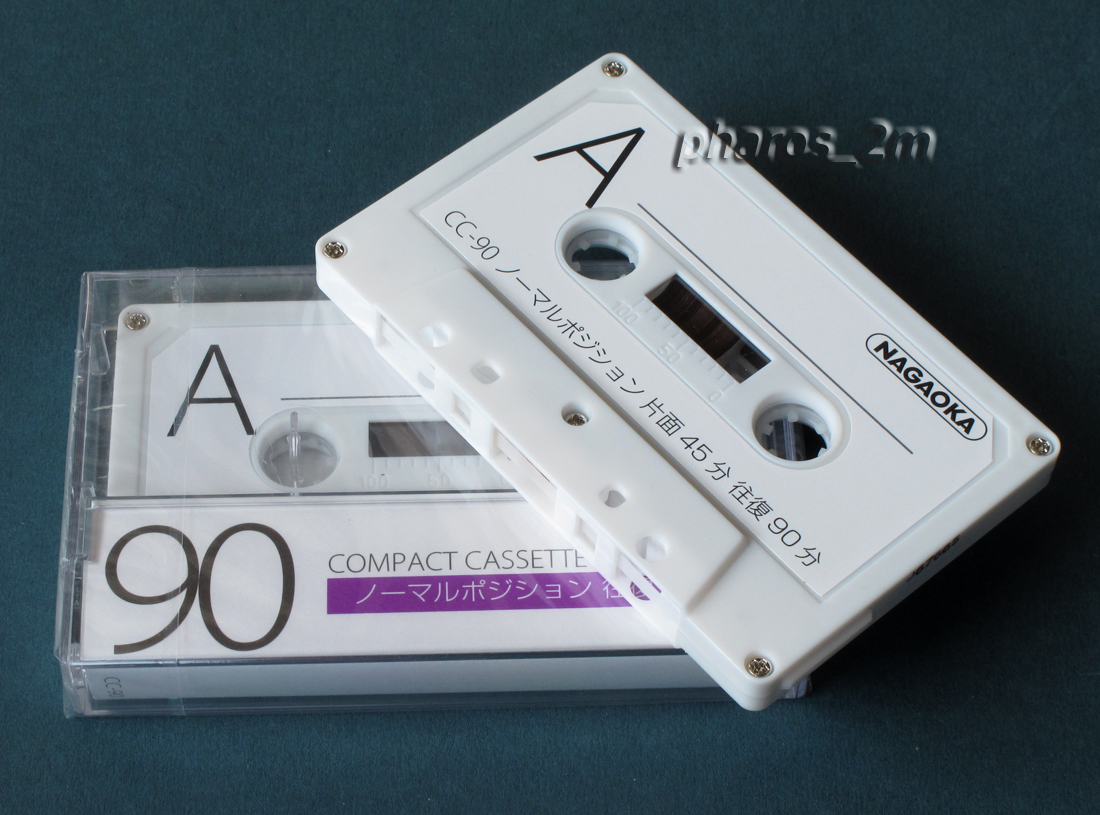 pharos_2m
A
CC-90 ノーマルポジション 片面 45 分 往復 90 分
100 50 0
NAGAOKA
A
100 50
90
COMPACT CASSETTE
ノーマルポジション 往